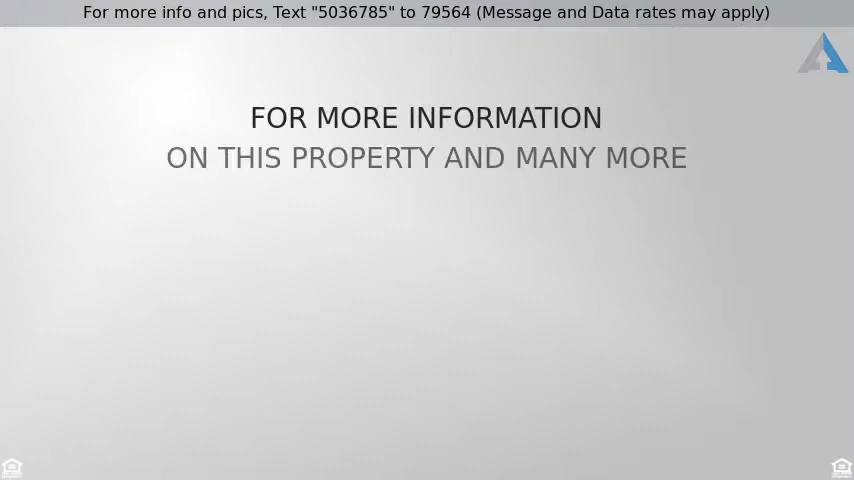 For more info and pics, Text "5036785" to 79564 (Message and Data rates may apply)
FOR MORE INFORMATION
ON THIS PROPERTY AND MANY MORE